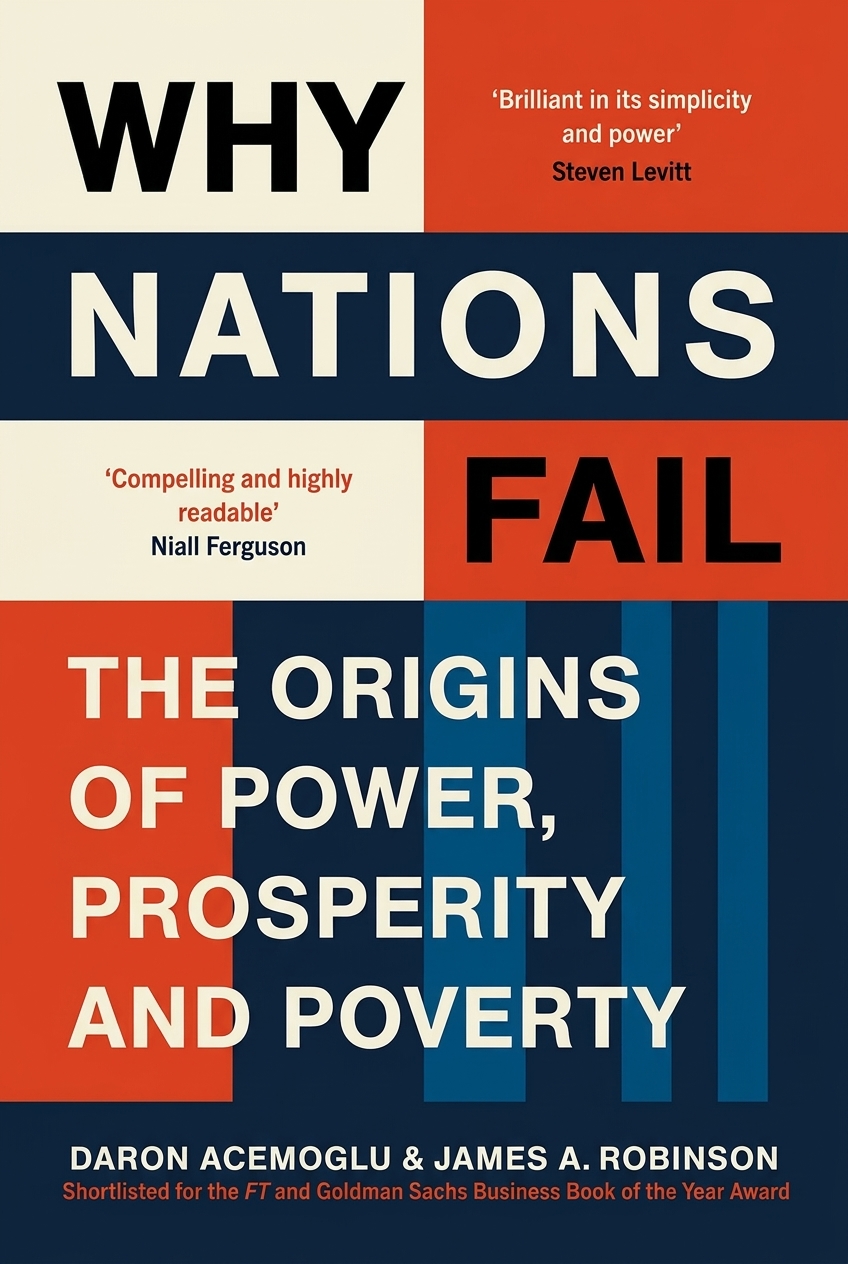 WHY
‘Brilliant in its simplicity
and power’
Steven Levitt
NATIONS
‘Compelling and highly
readable’
Niall Ferguson
FAIL
THE ORIGINS
OF POWER,
PROSPERITY
AND POVERTY
DARON ACEMOGLU & JAMES A. ROBINSON
Shortlisted for the FT and Goldman Sachs Business Book of the Year Award